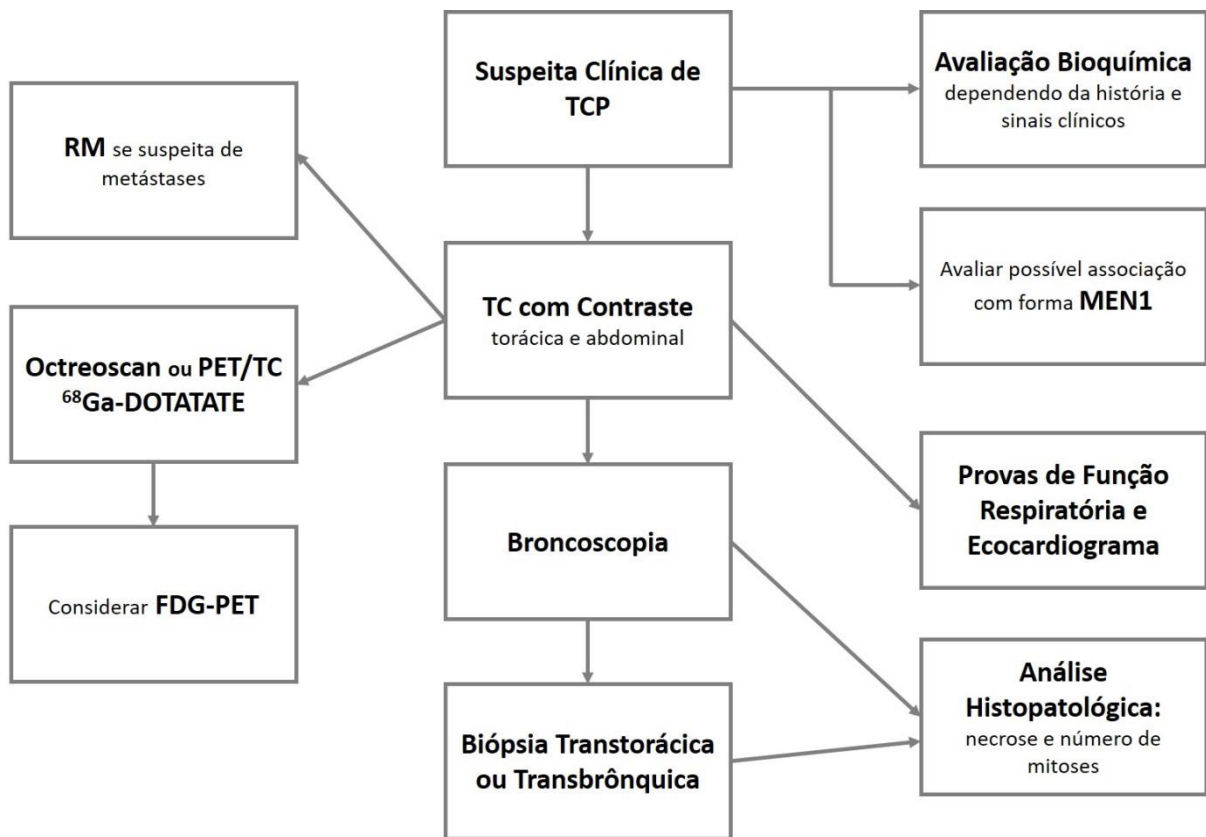 Suspeita Clínica de
TCP
Avaliação Bioquímica
dependendo da história e
sinais clínicos
RM se suspeita de
metástases
Avaliar possível associação
com forma MEN1
TC com Contraste
torácica e abdominal
Octreoscan ou PET/TC
⁶⁸Ga-DOTATATE
Provas de Função
Respiratória e
Ecocardiograma
Broncoscopia
Considerar FDG-PET
Análise
Histopatológica:
necrose e número de
mitoses
Biópsia Transtorácica
ou Transbrônquica